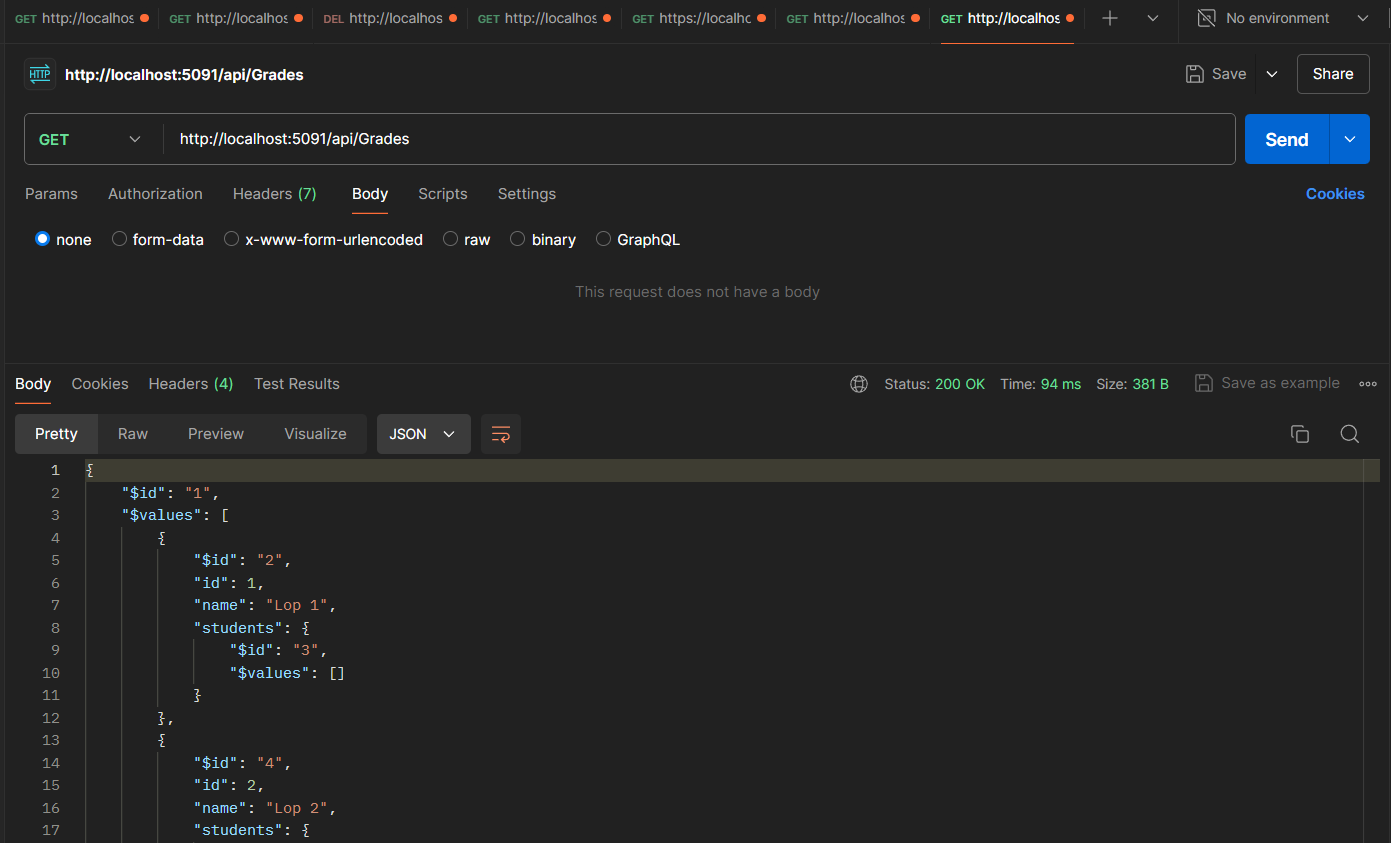 GET http://localhos GET http://localhos DEL http://localhos GET http://localhos GET https://localhc GET http://localhos GET http://localhos No environment
HTTP http://localhost:5091/api/Grades Save Share
GET http://localhost:5091/api/Grades Send
Params Authorization Headers (7) Body Scripts Settings Cookies
none form-data x-www-form-urlencoded raw binary GraphQL
This request does not have a body
Body Cookies Headers (4) Test Results Status: 200 OK Time: 94 ms Size: 381 B Save as example
Pretty Raw Preview Visualize JSON
1 {
2 "$id": "1",
3 "$values": [
4 {
5 "$id": "2",
6 "id": 1,
7 "name": "Lop 1",
8 "students": {
9 "$id": "3",
10 "$values": []
11 }
12 },
13 {
14 "$id": "4",
15 "id": 2,
16 "name": "Lop 2",
17 "students": {